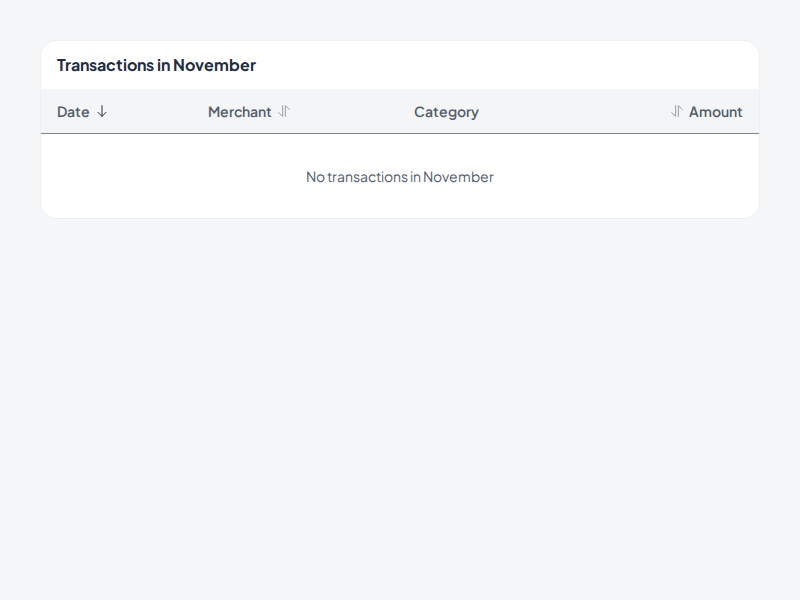 Transactions in November
Date Merchant Category Amount
No transactions in November